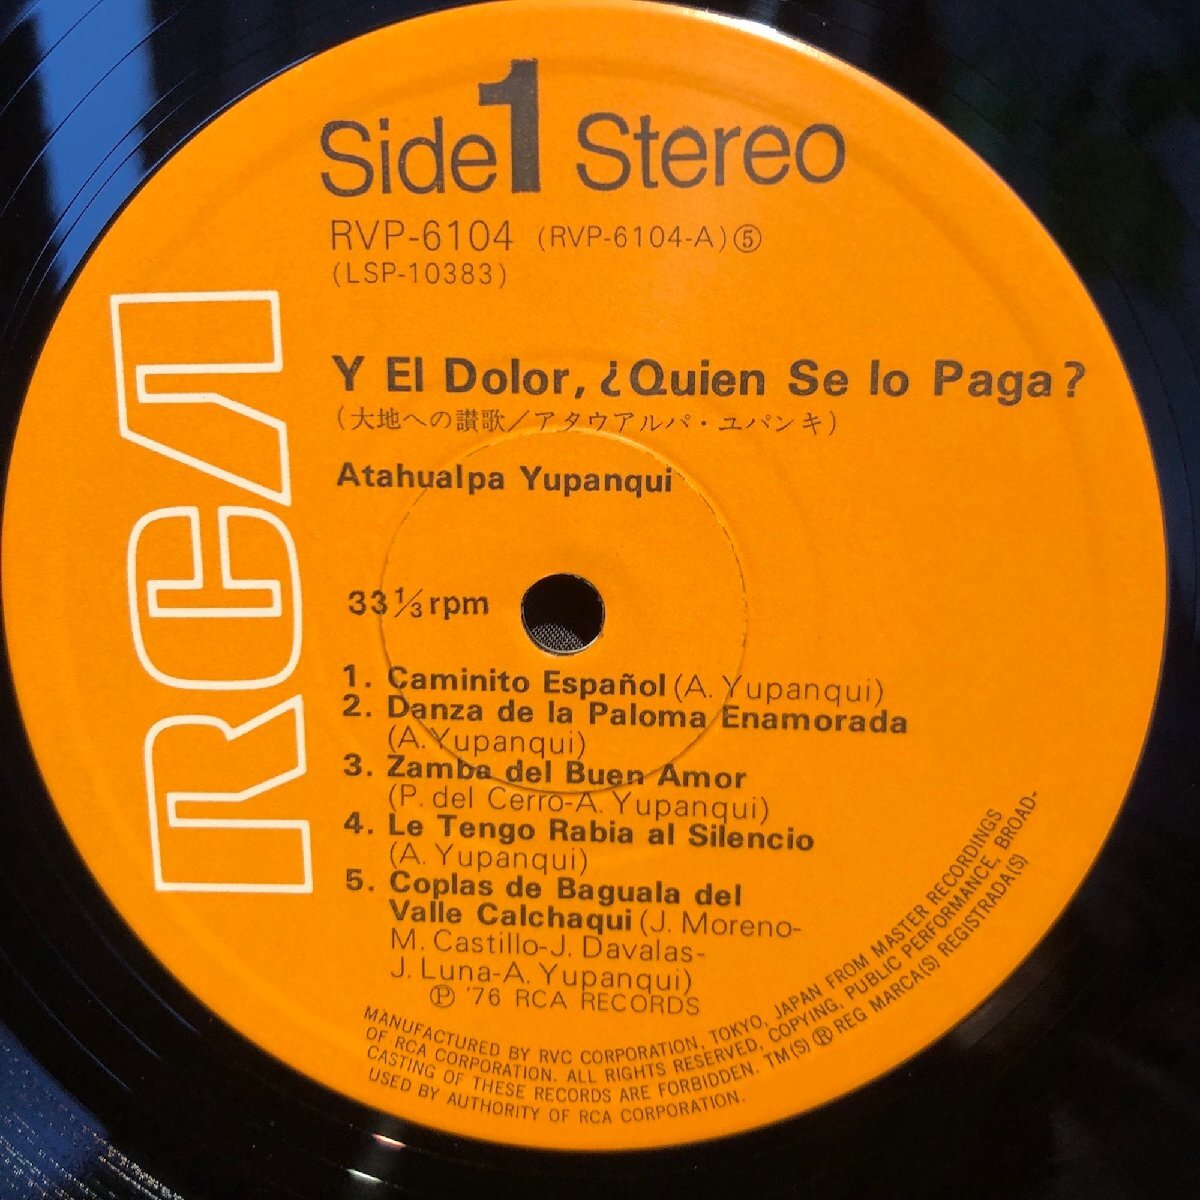 Side 1 Stereo
RVP-6104 (RVP-6104-A)⑤
(LSP-10383)
RCA
Y El Dolor, ¿Quien Se lo Paga?
(大地への讃歌/アタウアルパ・ユパンキ)
Atahualpa Yupanqui
33 1/3 rpm
1. Caminito Español (A. Yupanqui)
2. Danza de la Paloma Enamorada
(A. Yupanqui)
3. Zamba del Buen Amor
(P. del Cerro-A. Yupanqui)
4. Le Tengo Rabia al Silencio
(A. Yupanqui)
5. Coplas de Baguala del
Valle Calchaqui (J. Moreno-
M. Castillo-J. Davalas-
J. Luna-A. Yupanqui)
Ⓟ '76 RCA RECORDS
MANUFACTURED BY RVC CORPORATION, TOKYO, JAPAN FROM MASTER RECORDINGS
OF RCA CORPORATION. ALL RIGHTS RESERVED, COPYING, PUBLIC PERFORMANCE, BROAD-
CASTING OF THESE RECORDS ARE FORBIDDEN. TM(S) ® REG MARCA(S) REGISTRADA(S)
USED BY AUTHORITY OF RCA CORPORATION.